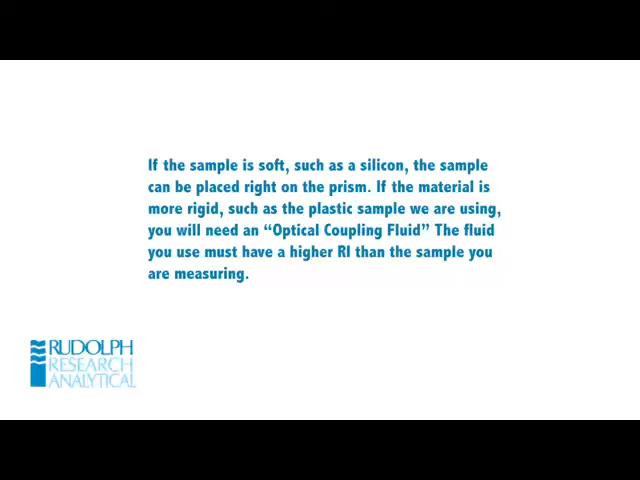 If the sample is soft, such as a silicon, the sample
can be placed right on the prism. If the material is
more rigid, such as the plastic sample we are using,
you will need an “Optical Coupling Fluid” The fluid
you use must have a higher RI than the sample you
are measuring.
RUDOLPH
RESEARCH
ANALYTICAL